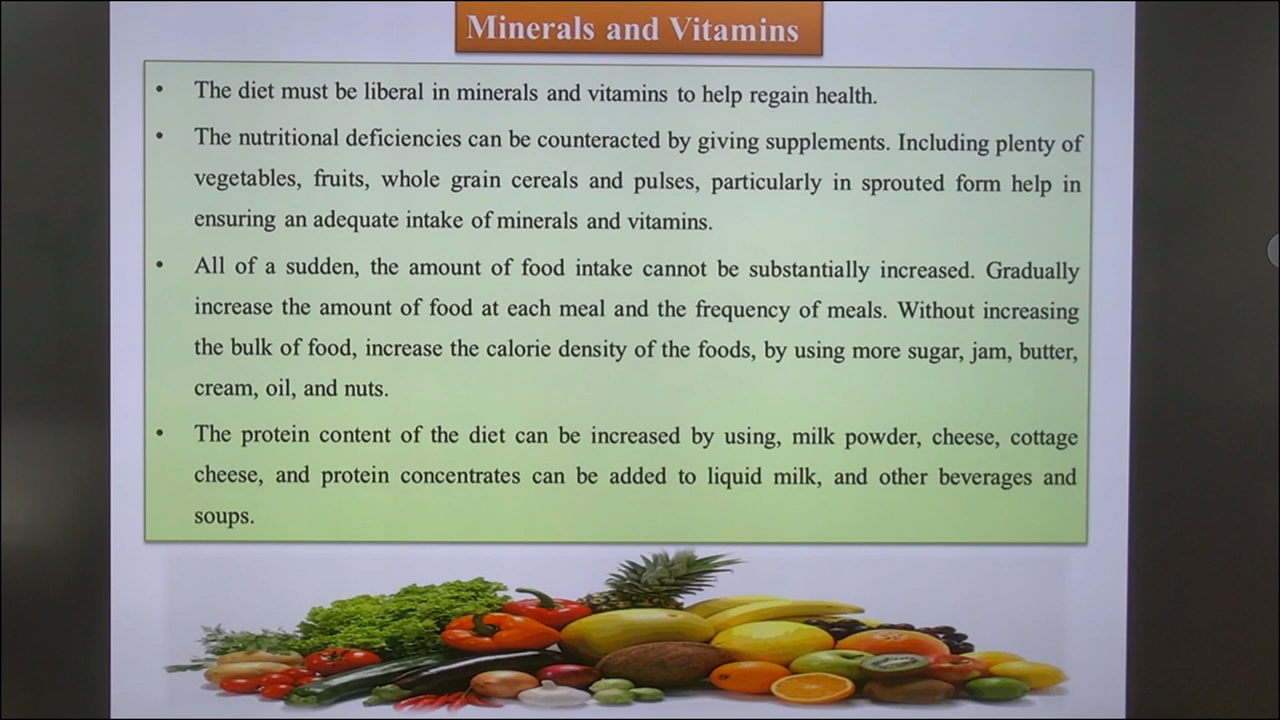 Minerals and Vitamins
• The diet must be liberal in minerals and vitamins to help regain health.
• The nutritional deficiencies can be counteracted by giving supplements. Including plenty of
vegetables, fruits, whole grain cereals and pulses, particularly in sprouted form help in
ensuring an adequate intake of minerals and vitamins.
• All of a sudden, the amount of food intake cannot be substantially increased. Gradually
increase the amount of food at each meal and the frequency of meals. Without increasing
the bulk of food, increase the calorie density of the foods, by using more sugar, jam, butter,
cream, oil, and nuts.
• The protein content of the diet can be increased by using, milk powder, cheese, cottage
cheese, and protein concentrates can be added to liquid milk, and other beverages and
soups.